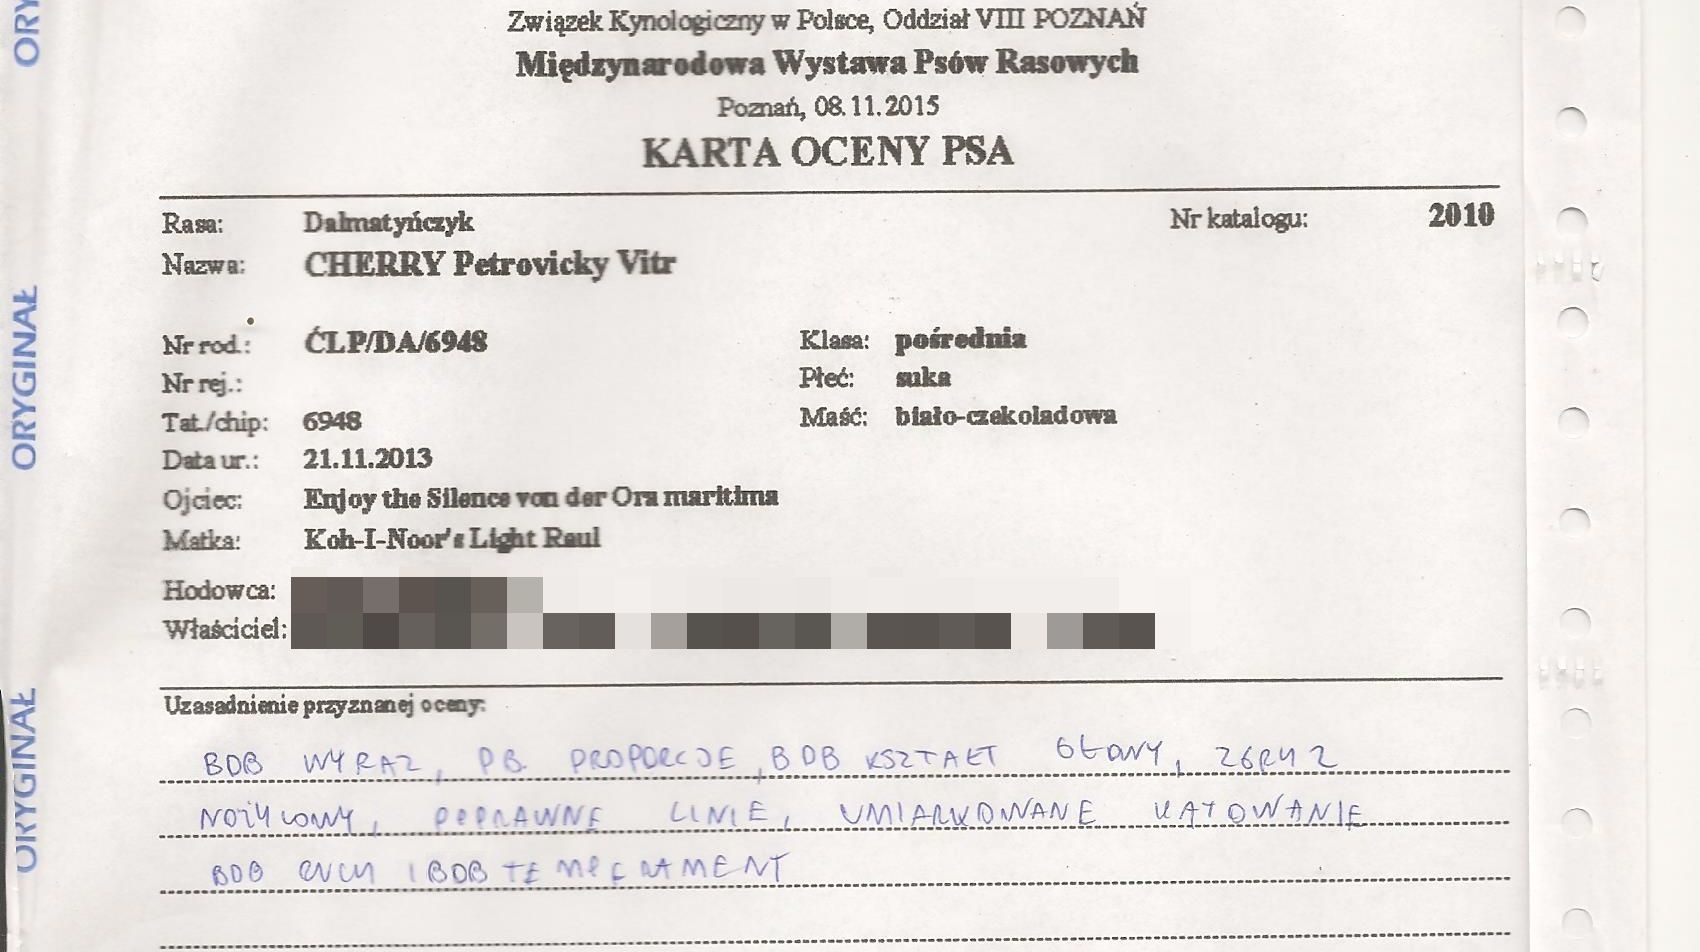 Związek Kynologiczny w Polsce, Oddział VIII POZNAŃ
Międzynarodowa Wystawa Psów Rasowych
Poznań, 08.11.2015
KARTA OCENY PSA
Rasa: Dalmatyńczyk Nr katalogu: 2010
Nazwa: CHERRY Petrovicky Vitr
Nr rod.: ĆLP/DA/6948 Klasa: pośrednia
Nr rej.: Płeć: suka
Tat./chip: 6948 Maść: biało-czekoladowa
Data ur.: 21.11.2013
Ojciec: Enjoy the Silence von der Ora maritima
Matka: Koh-I-Noor's Light Raul
Hodowca:
Właściciel:
Uzasadnienie przyznanej oceny:
BDB WYRAZ, PB. PROPORCJE, BDB KSZTAŁT GŁOWY, ZGRYZ
NOŻYCOWY, POPRAWNE LINIE, UMIARKOWANE KĄTOWANIE
BDB RUCH I BDB TEMPERAMENT
ORY
ORYGINAŁ
ORYGINAŁ